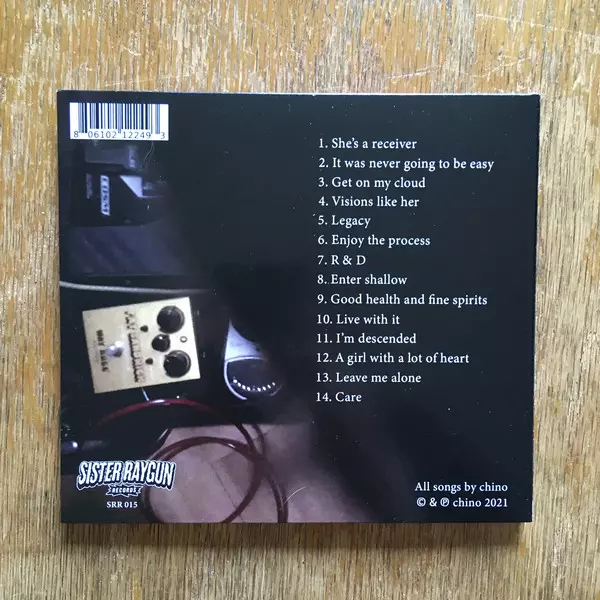 8 06102 12249 3
1. She's a receiver
2. It was never going to be easy
3. Get on my cloud
4. Visions like her
5. Legacy
6. Enjoy the process
7. R & D
8. Enter shallow
9. Good health and fine spirits
10. Live with it
11. I'm descended
12. A girl with a lot of heart
13. Leave me alone
14. Care
SISTER RAYGUN
RECORDS
SRR 015
All songs by chino
© & ℗ chino 2021